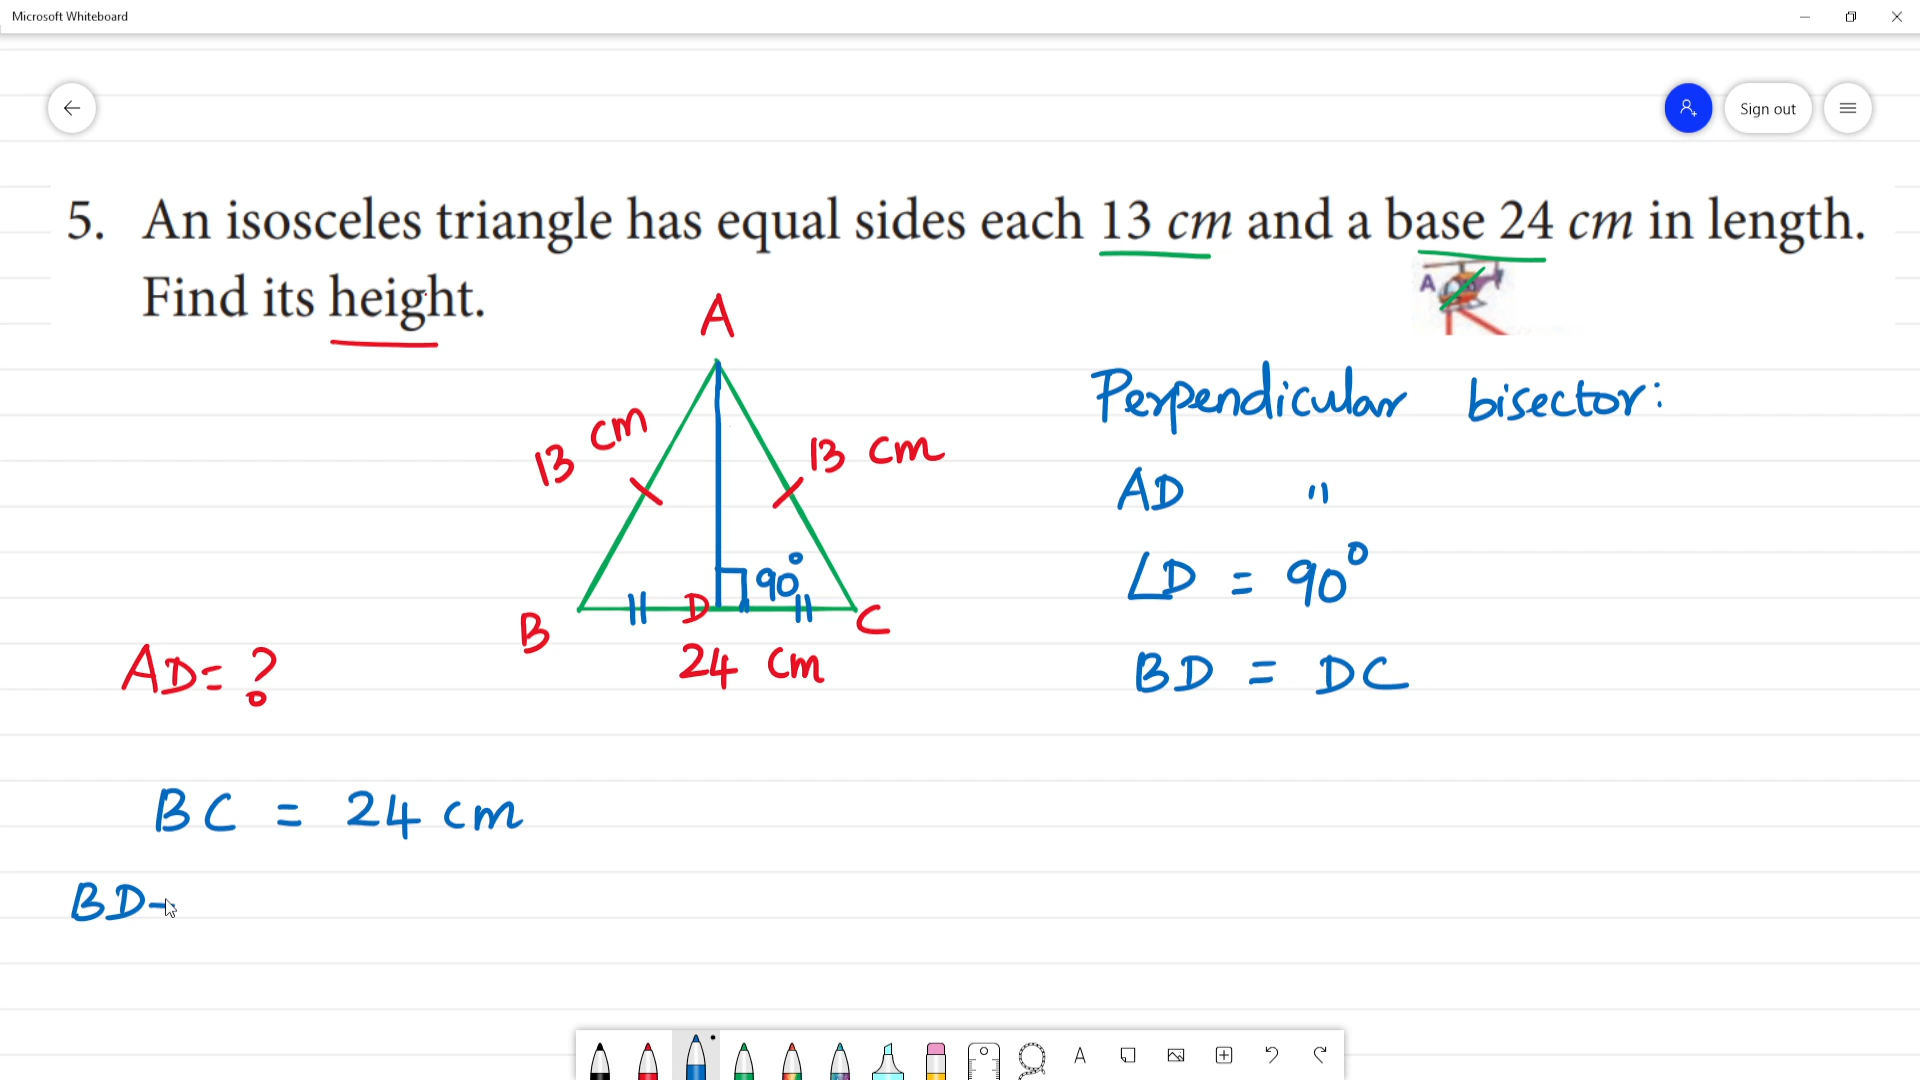 Microsoft Whiteboard
Sign out
5. An isosceles triangle has equal sides each 13 cm and a base 24 cm in length.
Find its height.
A
A
13 cm
13 cm
90°
B
D
C
24 cm
Perpendicular bisector:
AD "
∠D = 90°
BD = DC
AD = ?
BC = 24 cm
BD
A